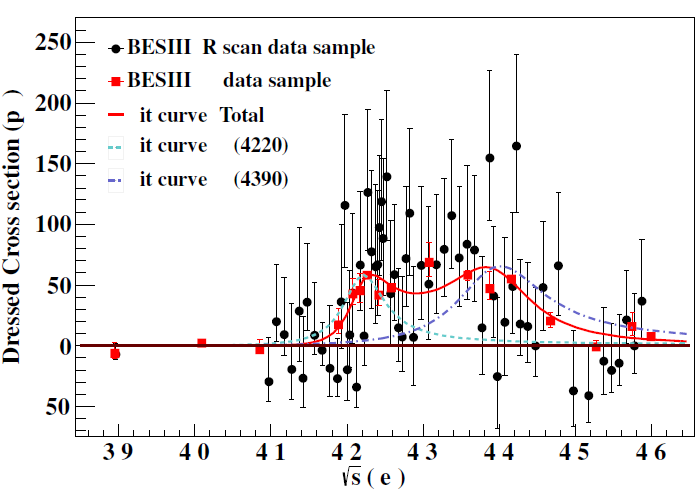 BESIII R scan data sample
BESIII data sample
it curve Total
it curve (4220)
it curve (4390)
Dressed Cross section (p )
250
200
150
100
50
0
50
3 9 4 0 4 1 4 2 4 3 4 4 4 5 4 6
√s ( e )